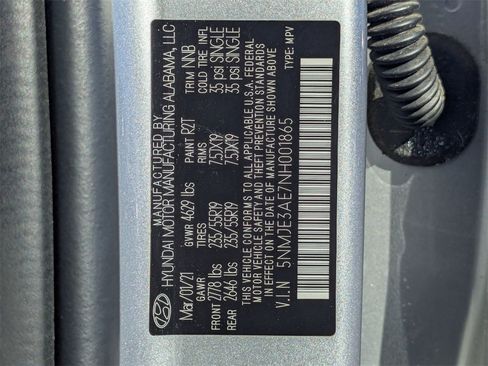 MANUFACTURED BY
HYUNDAI MOTOR MANUFACTURING ALABAMA, LLC
Mar/01/21 GVWR 4629 lbs PAINT R2T TRIM NNB
GAWR TIRES RIMS COLD TIRE INFL
FRONT 2778 lbs 235/55R19 7.5JX19 35 psi SINGLE
REAR 2646 lbs 235/55R19 7.5JX19 35 psi SINGLE
THIS VEHICLE CONFORMS TO ALL APPLICABLE U.S.A. FEDERAL
MOTOR VEHICLE SAFETY AND BUMPER STANDARDS
IN EFFECT ON THE DATE OF MANUFACTURE SHOWN ABOVE.
V.I.N 5NMJE3AE7NH001865 TYPE: MPV